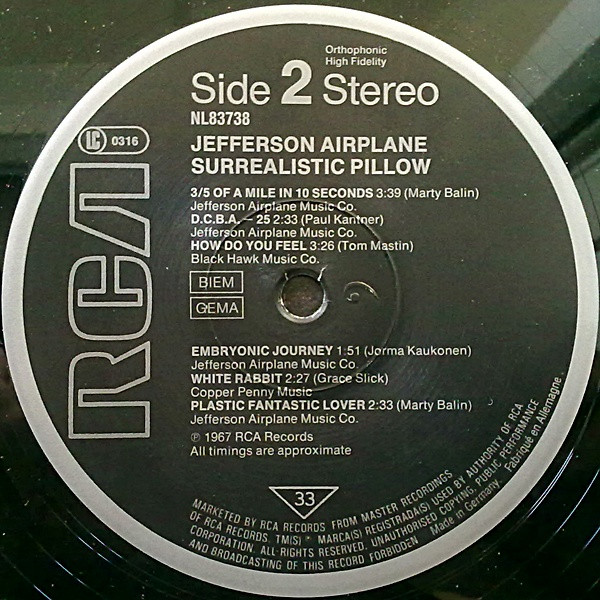 Orthophonic
High Fidelity
Side 2 Stereo
NL83738
LC 0316
RCA
JEFFERSON AIRPLANE
SURREALISTIC PILLOW
3/5 OF A MILE IN 10 SECONDS 3:39 (Marty Balin)
Jefferson Airplane Music Co.
D.C.B.A. – 25 2:33 (Paul Kantner)
Jefferson Airplane Music Co.
HOW DO YOU FEEL 3:26 (Tom Mastin)
Black Hawk Music Co.
BIEM
GEMA
EMBRYONIC JOURNEY 1:51 (Jorma Kaukonen)
Jefferson Airplane Music Co.
WHITE RABBIT 2:27 (Grace Slick)
Copper Penny Music
PLASTIC FANTASTIC LOVER 2:33 (Marty Balin)
Jefferson Airplane Music Co.
℗ 1967 RCA Records
All timings are approximate
33
MARKETED BY RCA RECORDS FROM MASTER RECORDINGS
OF RCA RECORDS. TM(S) ® MARCA(S) REGISTRADA(S) USED BY AUTHORITY OF RCA
CORPORATION. ALL RIGHTS RESERVED. UNAUTHORISED COPYING, PUBLIC PERFORMANCE
AND BROADCASTING OF THIS RECORD FORBIDDEN Made in Germany. Fabriqué en Allemagne.